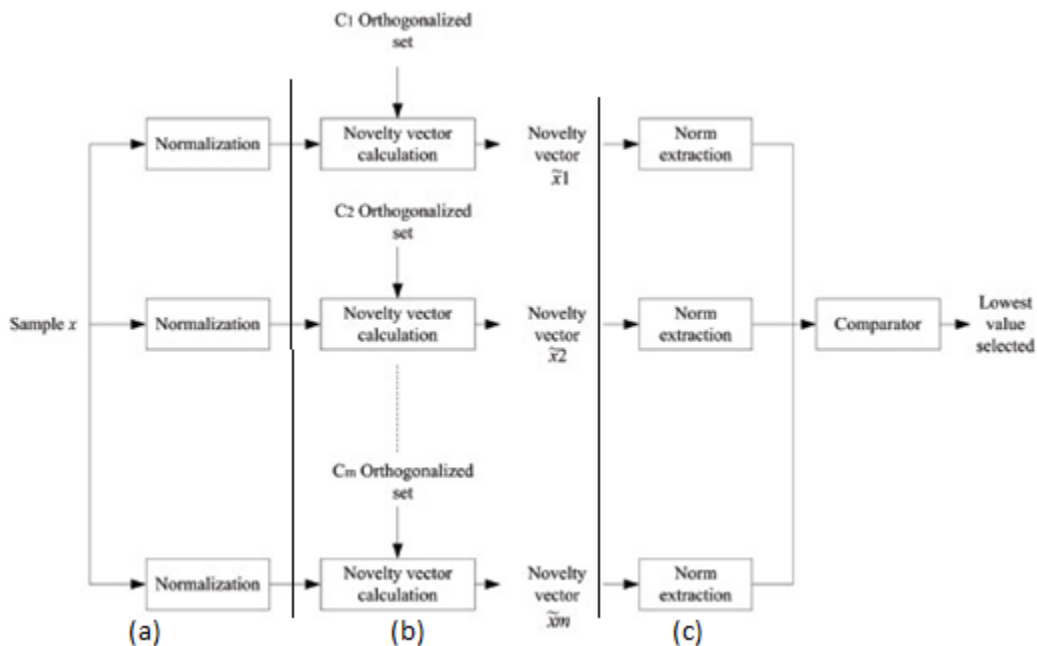 C1 Orthogonalized
set
Normalization
Novelty vector
calculation
Novelty
vector
x̃1
Norm
extraction
C2 Orthogonalized
set
Sample x
Normalization
Novelty vector
calculation
Novelty
vector
x̃2
Norm
extraction
Comparator
Lowest
value
selected
Cm Orthogonalized
set
Normalization
Novelty vector
calculation
Novelty
vector
x̃m
Norm
extraction
(a)
(b)
(c)